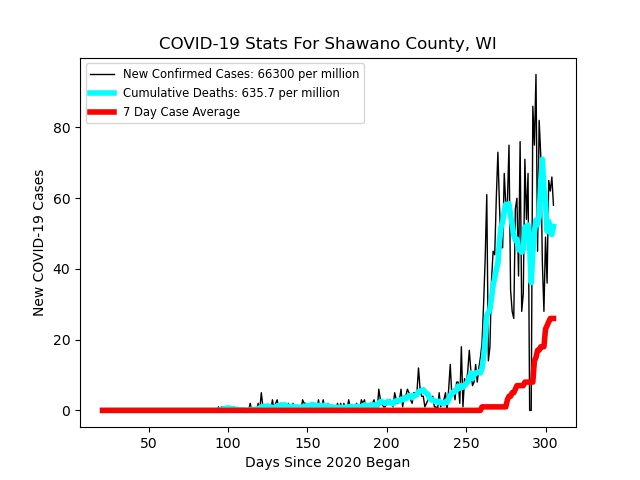 COVID-19 Stats For Shawano County, WI
New Confirmed Cases: 66300 per million
Cumulative Deaths: 635.7 per million
7 Day Case Average
New COVID-19 Cases
80
60
40
20
0
50 100 150 200 250 300
Days Since 2020 Began